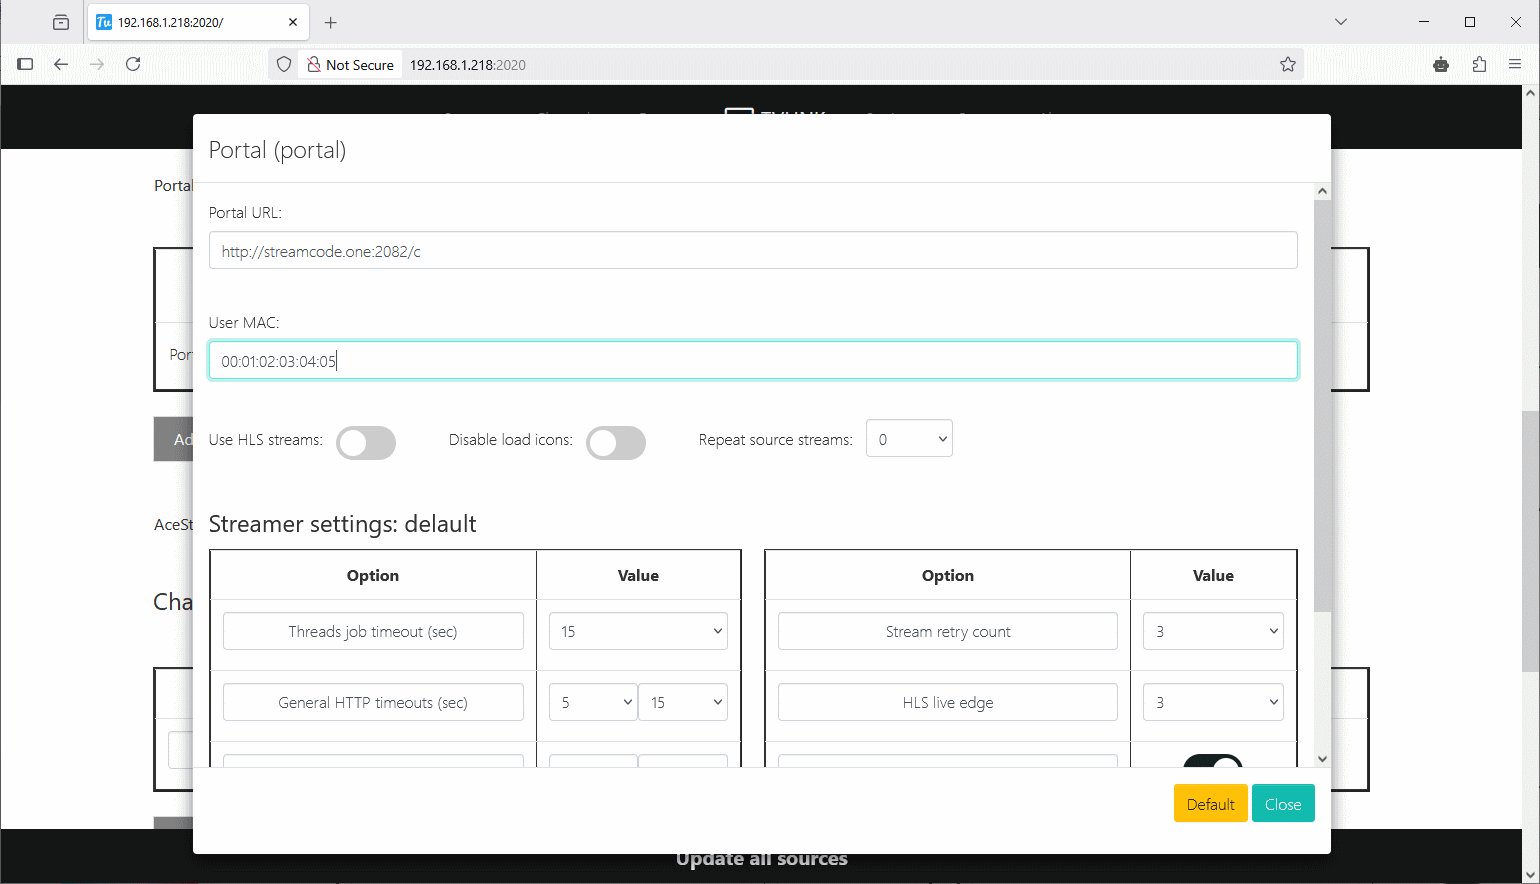 192.168.1.218:2020/
Not Secure 192.168.1.218:2020
Portal (portal)
Portal
Portal URL:
http://streamcode.one:2082/c
User MAC:
Por
00:01:02:03:04:05
Ad
Use HLS streams: Disable load icons: Repeat source streams: 0
AceSt
Streamer settings: default
Option Value Option Value
Cha
Threads job timeout (sec) 15 Stream retry count 3
General HTTP timeouts (sec) 5 15 HLS live edge 3
Default Close
Update all sources